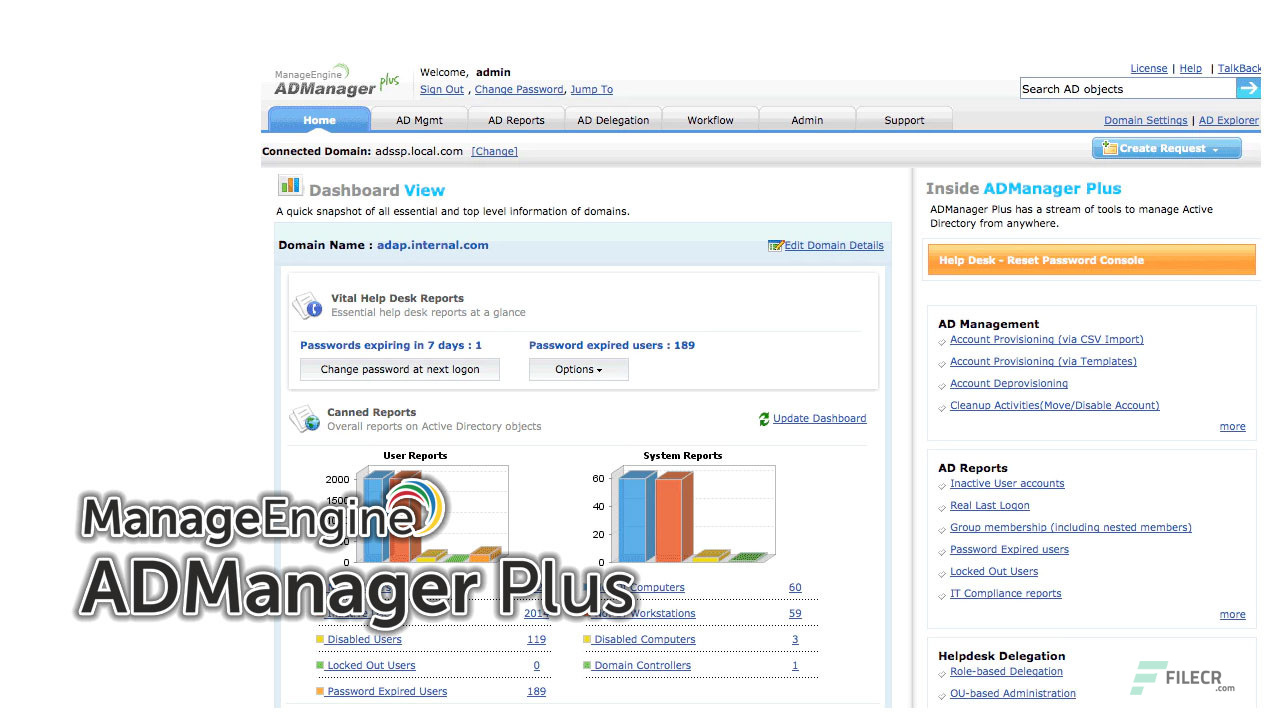 ManageEngine
ADManager plus
Welcome, admin
Sign Out , Change Password, Jump To
License | Help | TalkBack
Search AD objects
Home AD Mgmt AD Reports AD Delegation Workflow Admin Support
Domain Settings | AD Explorer
Connected Domain: adssp.local.com [Change]
Create Request
Dashboard View
A quick snapshot of all essential and top level information of domains.
Domain Name : adap.internal.com
Edit Domain Details
Vital Help Desk Reports
Essential help desk reports at a glance
Passwords expiring in 7 days : 1
Password expired users : 189
Change password at next logon
Options
Canned Reports
Overall reports on Active Directory objects
Update Dashboard
User Reports
2000
0
System Reports
60
40
20
0
Computers 60
2014
Workstations 59
Disabled Users 119
Disabled Computers 3
Locked Out Users 0
Domain Controllers 1
Password Expired Users 189
Inside ADManager Plus
ADManager Plus has a stream of tools to manage Active
Directory from anywhere.
Help Desk - Reset Password Console
AD Management
Account Provisioning (via CSV Import)
Account Provisioning (via Templates)
Account Deprovisioning
Cleanup Activities(Move/Disable Account)
more
AD Reports
Inactive User accounts
Real Last Logon
Group membership (including nested members)
Password Expired users
Locked Out Users
IT Compliance reports
more
Helpdesk Delegation
Role-based Delegation
OU-based Administration
ManageEngine
ADManager Plus
FILECR
.com